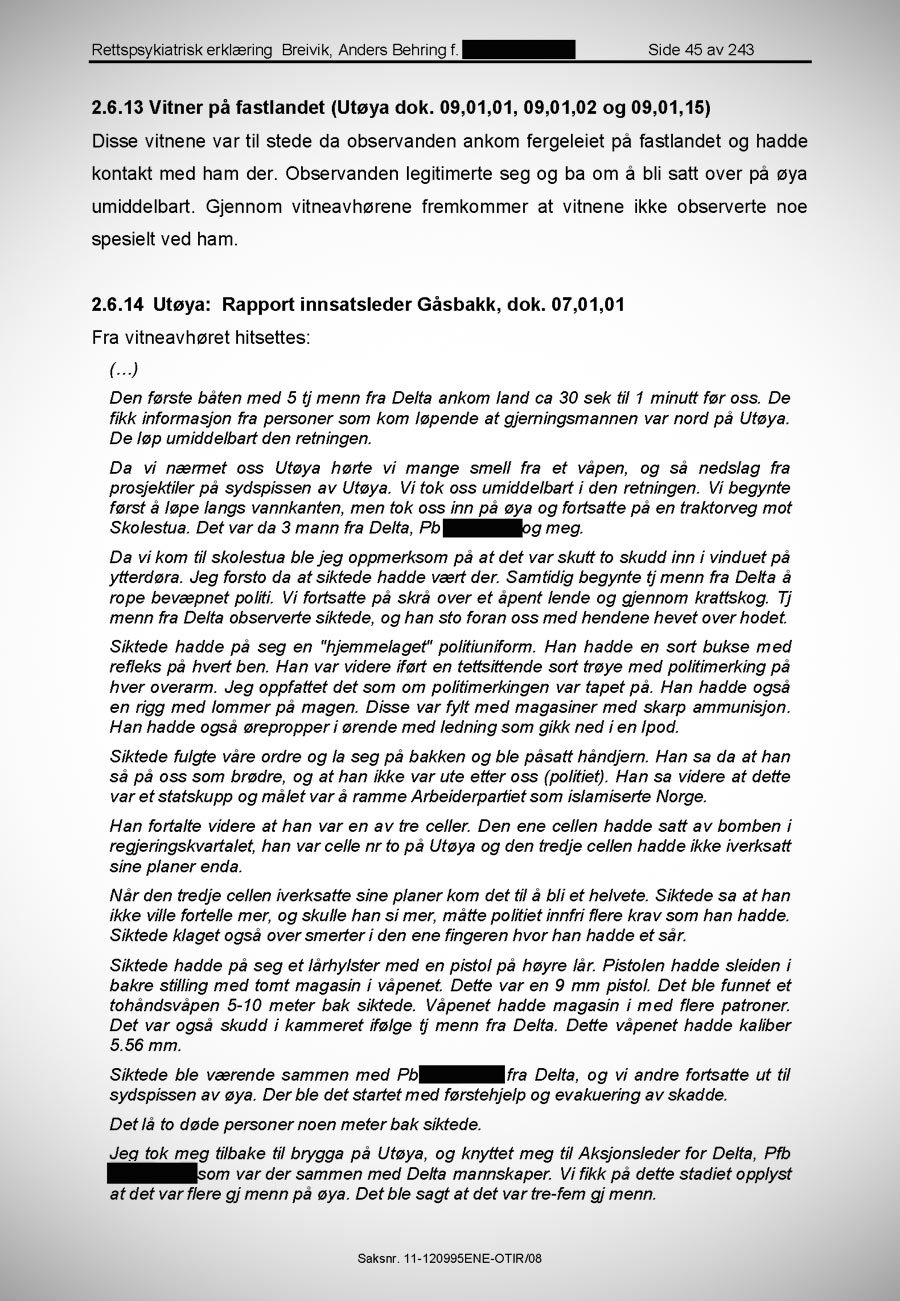 Rettspsykiatrisk erklæring Breivik, Anders Behring f. Side 45 av 243
2.6.13 Vitner på fastlandet (Utøya dok. 09,01,01, 09,01,02 og 09,01,15)
Disse vitnene var til stede da observanden ankom fergeleiet på fastlandet og hadde
kontakt med ham der. Observanden legitimerte seg og ba om å bli satt over på øya
umiddelbart. Gjennom vitneavhørene fremkommer at vitnene ikke observerte noe
spesielt ved ham.
2.6.14 Utøya: Rapport innsatsleder Gåsbakk, dok. 07,01,01
Fra vitneavhøret hitsettes:
(…)
Den første båten med 5 tj menn fra Delta ankom land ca 30 sek til 1 minutt før oss. De
fikk informasjon fra personer som kom løpende at gjerningsmannen var nord på Utøya.
De løp umiddelbart den retningen.
Da vi nærmet oss Utøya hørte vi mange smell fra et våpen, og så nedslag fra
prosjektiler på sydspissen av Utøya. Vi tok oss umiddelbart i den retningen. Vi begynte
først å løpe langs vannkanten, men tok oss inn på øya og fortsatte på en traktorveg mot
Skolestua. Det var da 3 mann fra Delta, Pb og meg.
Da vi kom til skolestua ble jeg oppmerksom på at det var skutt to skudd inn i vinduet på
ytterdøra. Jeg forsto da at siktede hadde vært der. Samtidig begynte tj menn fra Delta å
rope bevæpnet politi. Vi fortsatte på skrå over et åpent lende og gjennom krattskog. Tj
menn fra Delta observerte siktede, og han sto foran oss med hendene hevet over hodet.
Siktede hadde på seg en "hjemmelaget" politiuniform. Han hadde en sort bukse med
refleks på hvert ben. Han var videre iført en tettsittende sort trøye med politimerking på
hver overarm. Jeg oppfattet det som om politimerkingen var tapet på. Han hadde også
en rigg med lommer på magen. Disse var fylt med magasiner med skarp ammunisjon.
Han hadde også ørepropper i ørende med ledning som gikk ned i en Ipod.
Siktede fulgte våre ordre og la seg på bakken og ble påsatt håndjern. Han sa da at han
så på oss som brødre, og at han ikke var ute etter oss (politiet). Han sa videre at dette
var et statskupp og målet var å ramme Arbeiderpartiet som islamiserte Norge.
Han fortalte videre at han var en av tre celler. Den ene cellen hadde satt av bomben i
regjeringskvartalet, han var celle nr to på Utøya og den tredje cellen hadde ikke iverksatt
sine planer enda.
Når den tredje cellen iverksatte sine planer kom det til å bli et helvete. Siktede sa at han
ikke ville fortelle mer, og skulle han si mer, måtte politiet innfri flere krav som han hadde.
Siktede klaget også over smerter i den ene fingeren hvor han hadde et sår.
Siktede hadde på seg et lårhylster med en pistol på høyre lår. Pistolen hadde sleiden i
bakre stilling med tomt magasin i våpenet. Dette var en 9 mm pistol. Det ble funnet et
tohåndsvåpen 5-10 meter bak siktede. Våpenet hadde magasin i med flere patroner.
Det var også skudd i kammeret ifølge tj menn fra Delta. Dette våpenet hadde kaliber
5.56 mm.
Siktede ble værende sammen med Pb fra Delta, og vi andre fortsatte ut til
sydspissen av øya. Der ble det startet med førstehjelp og evakuering av skadde.
Det lå to døde personer noen meter bak siktede.
Jeg tok meg tilbake til brygga på Utøya, og knyttet meg til Aksjonsleder for Delta, Pfb
som var der sammen med Delta mannskaper. Vi fikk på dette stadiet opplyst
at det var flere gj menn på øya. Det ble sagt at det var tre-fem gj menn.
Saksnr. 11-120995ENE-OTIR/08